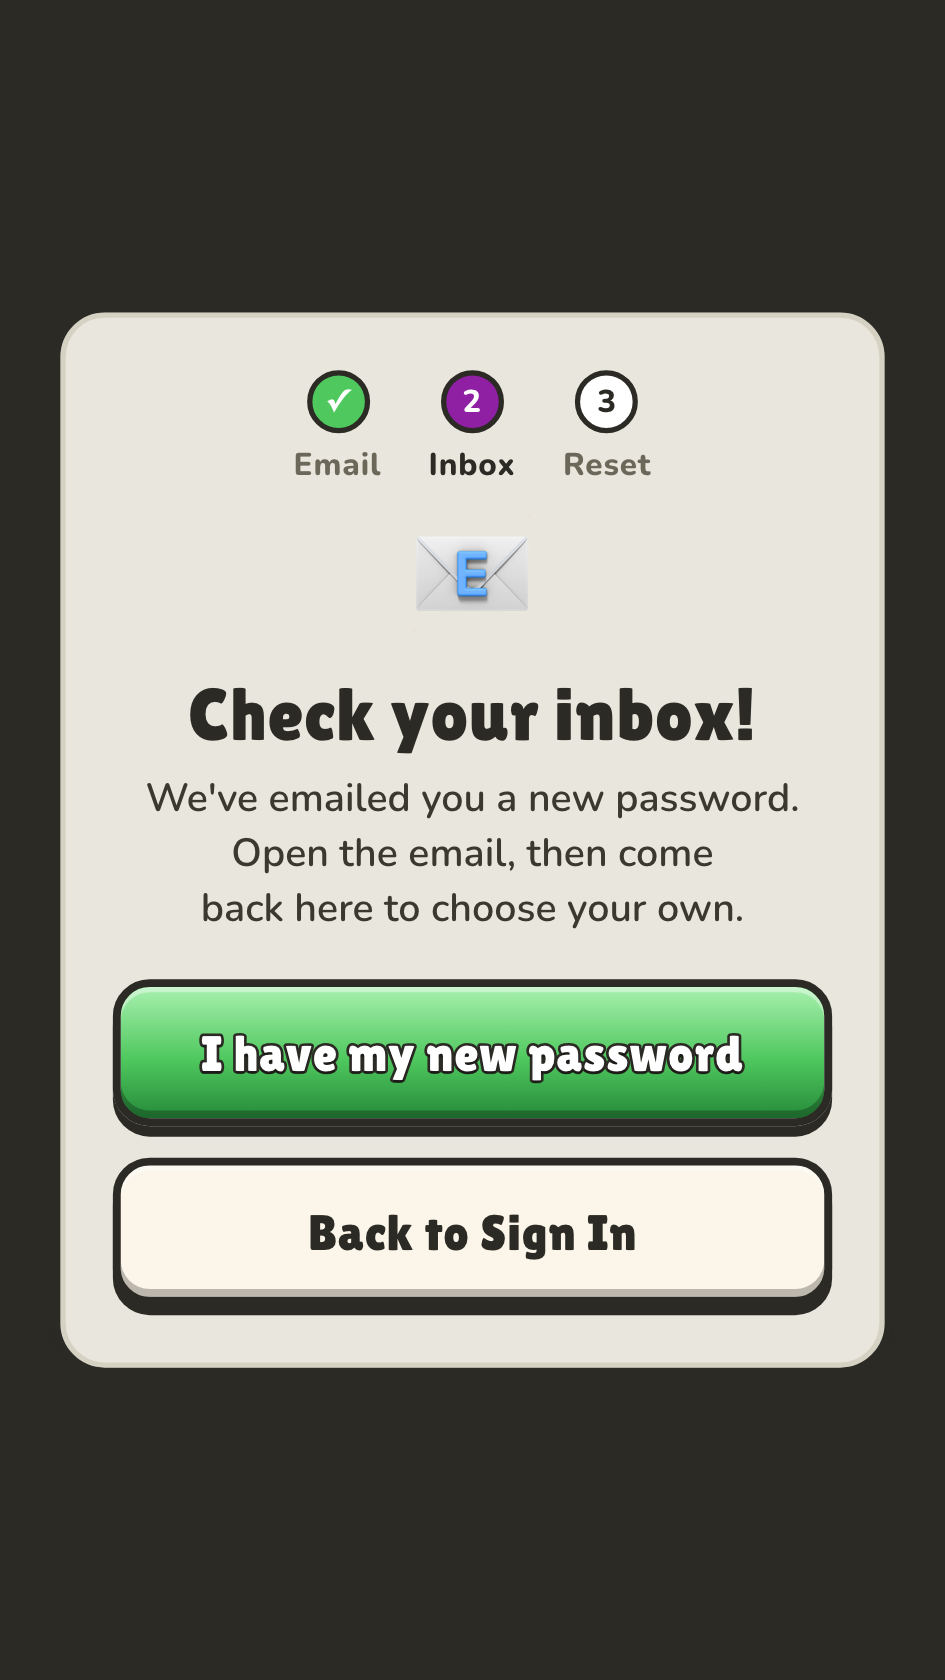 ✓ 2 3
Email Inbox Reset
E
Check your inbox!
We've emailed you a new password.
Open the email, then come
back here to choose your own.
I have my new password
Back to Sign In